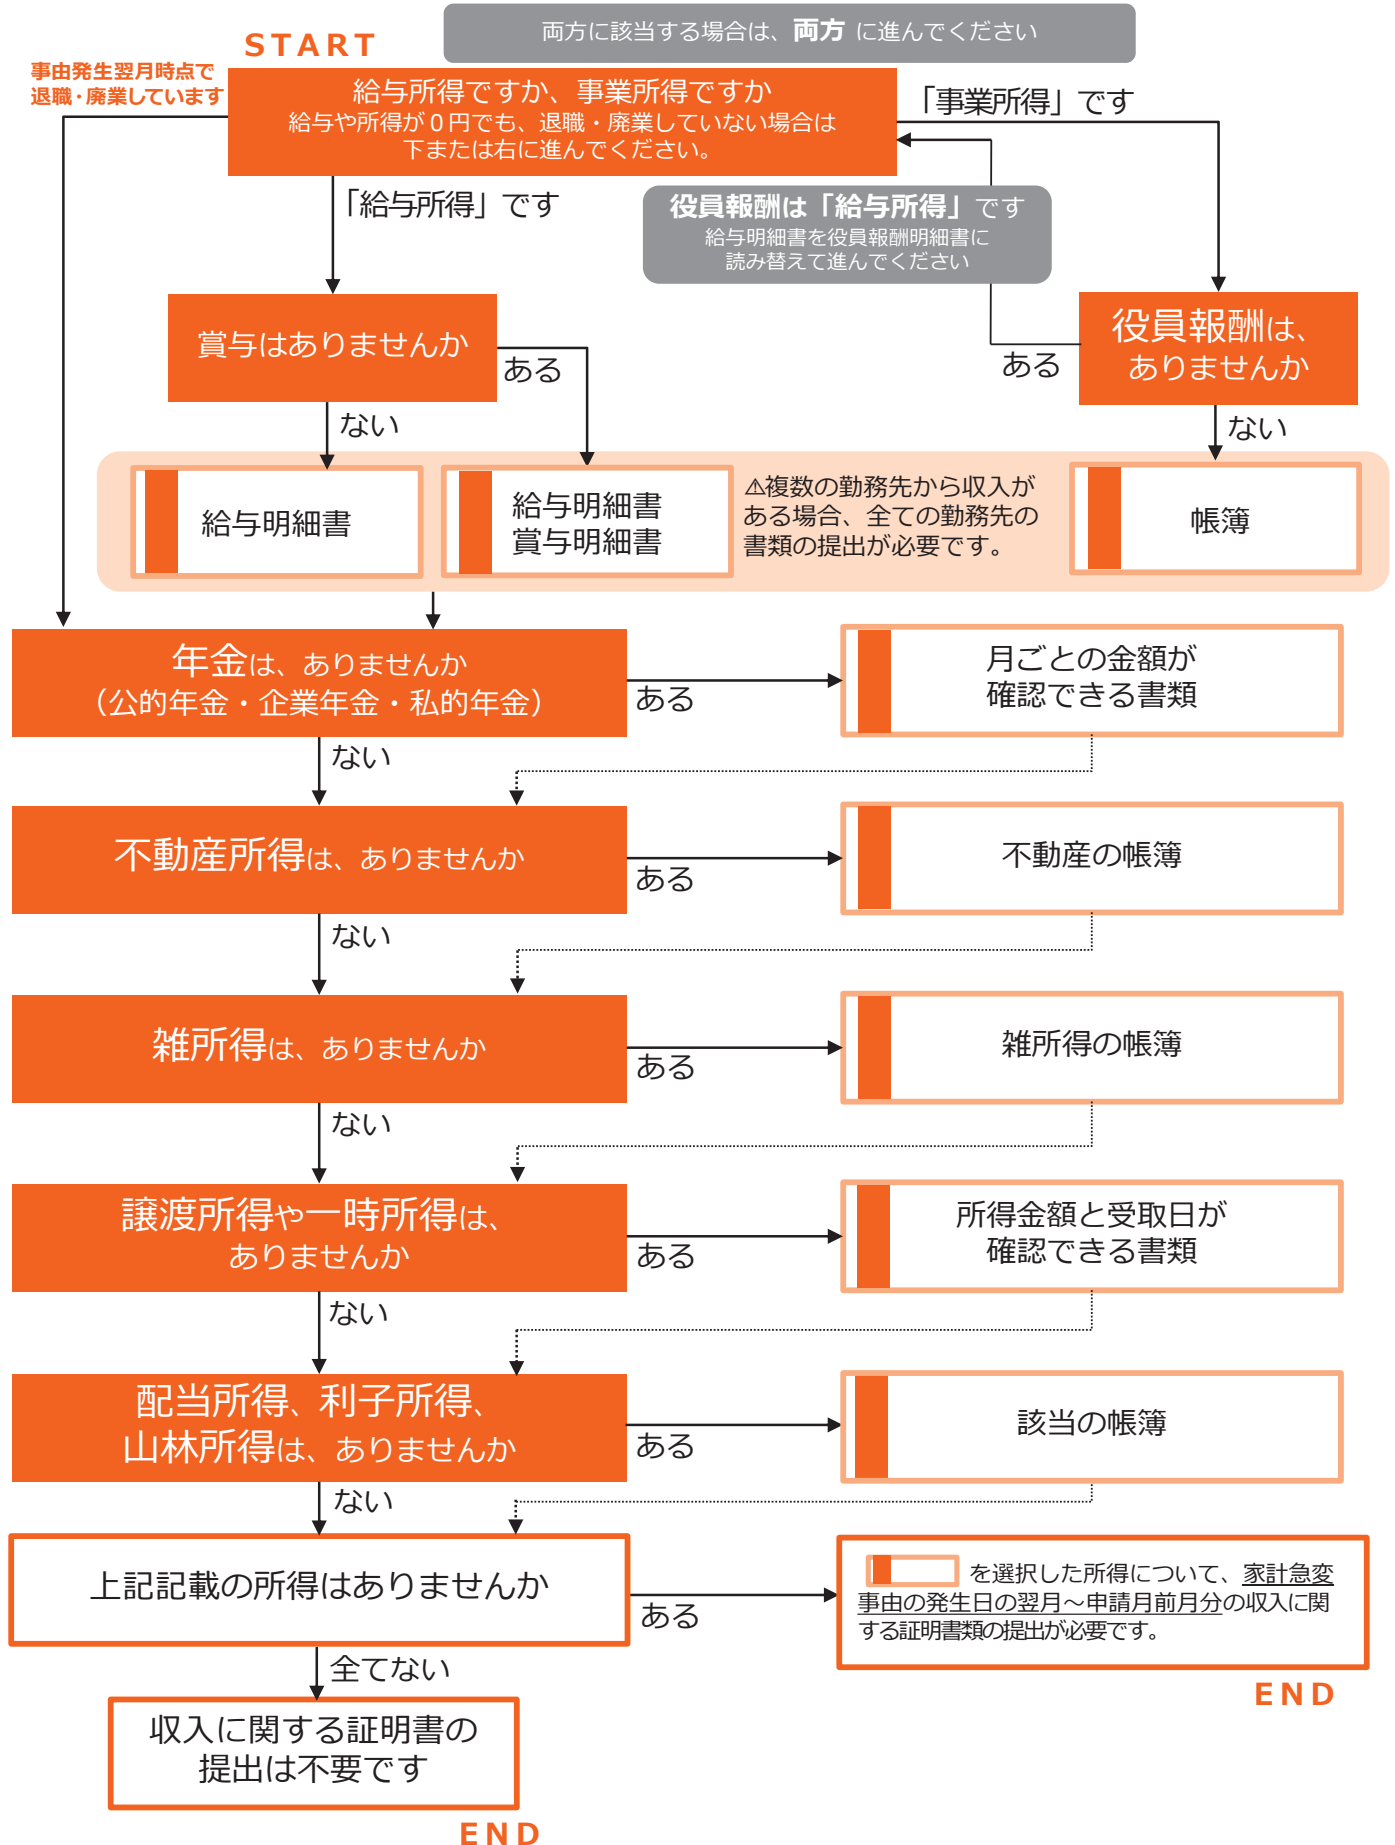 両方に該当する場合は、両方 に進んでください
START
事由発生翌月時点で
退職・廃業しています
給与所得ですか、事業所得ですか
給与や所得が０円でも、退職・廃業していない場合は
下または右に進んでください。
「事業所得」です
「給与所得」です
役員報酬は「給与所得」です
給与明細書を役員報酬明細書に
読み替えて進んでください
賞与はありませんか
ある
役員報酬は、
ありませんか
ある
ない
ない
給与明細書
給与明細書
賞与明細書
⚠複数の勤務先から収入が
ある場合、全ての勤務先の
書類の提出が必要です。
帳簿
年金は、ありませんか
（公的年金・企業年金・私的年金）
ある
月ごとの金額が
確認できる書類
ない
不動産所得は、ありませんか
ある
不動産の帳簿
ない
雑所得は、ありませんか
ある
雑所得の帳簿
ない
譲渡所得や一時所得は、
ありませんか
ある
所得金額と受取日が
確認できる書類
ない
配当所得、利子所得、
山林所得は、ありませんか
ある
該当の帳簿
ない
上記記載の所得はありませんか
ある
を選択した所得について、家計急変
事由の発生日の翌月～申請月前月分の収入に関
する証明書類の提出が必要です。
END
全てない
収入に関する証明書の
提出は不要です
END